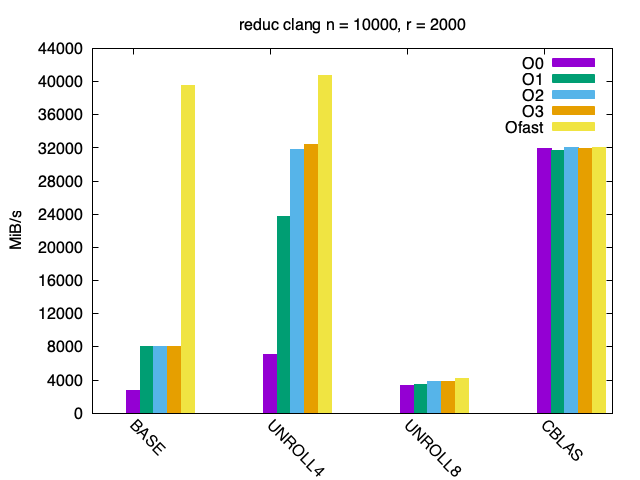 reduc clang n = 10000, r = 2000
44000
40000
36000
32000
28000
24000
20000
16000
12000
8000
4000
0
MiB/s
O0
O1
O2
O3
Ofast
BASE
UNROLL4
UNROLL8
CBLAS